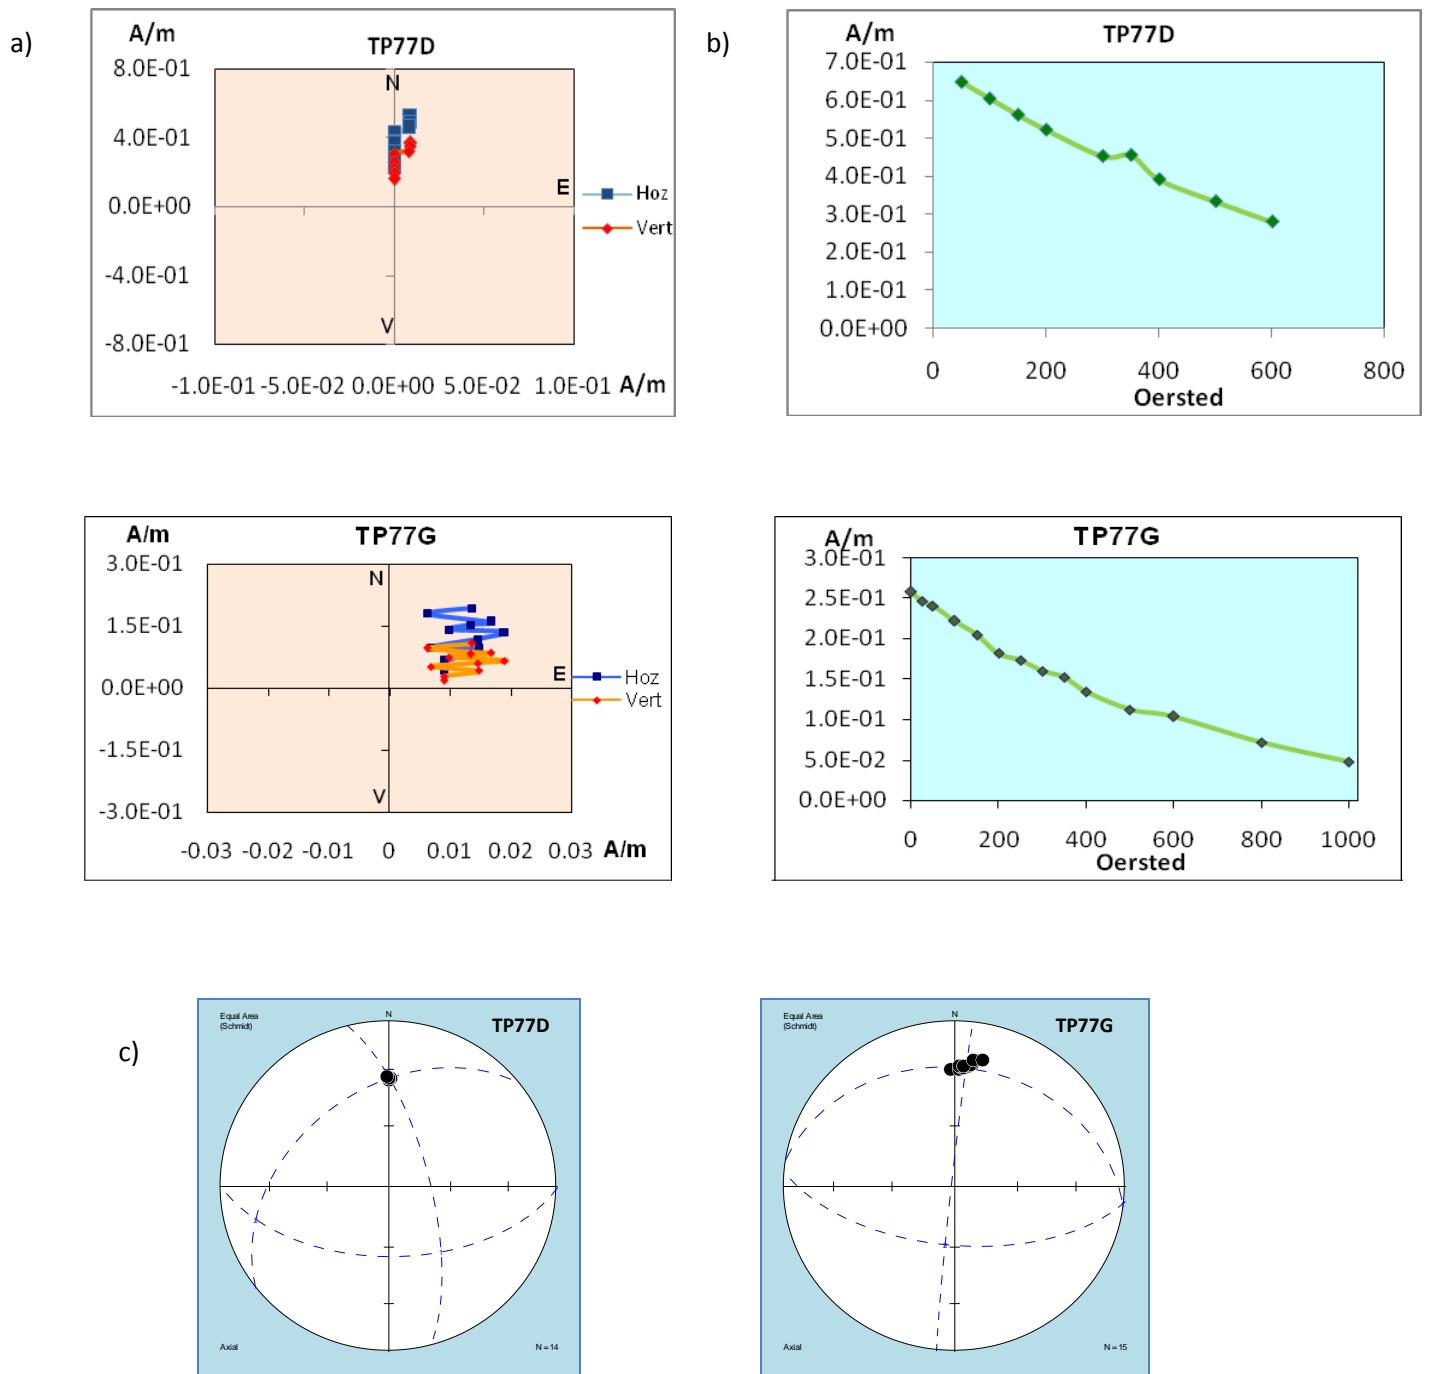 a)
A/m
TP77D
8.0E-01
N
4.0E-01
E
0.0E+00
Hoz
Vert
-4.0E-01
V
-8.0E-01
-1.0E-01 -5.0E-02 0.0E+00 5.0E-02 1.0E-01 A/m
b)
A/m
TP77D
7.0E-01
6.0E-01
5.0E-01
4.0E-01
3.0E-01
2.0E-01
1.0E-01
0.0E+00
0 200 400 600 800
Oersted
A/m
TP77G
3.0E-01
N
1.5E-01
E
0.0E+00
Hoz
Vert
-1.5E-01
V
-3.0E-01
-0.03 -0.02 -0.01 0 0.01 0.02 0.03 A/m
TP77G
A/m
3.0E-01
2.5E-01
2.0E-01
1.5E-01
1.0E-01
5.0E-02
0.0E+00
0 200 400 600 800 1000
Oersted
c)
Equal Area
(Schmidt)
N
TP77D
Axial
N = 14
Equal Area
(Schmidt)
N
TP77G
Axial
N = 15